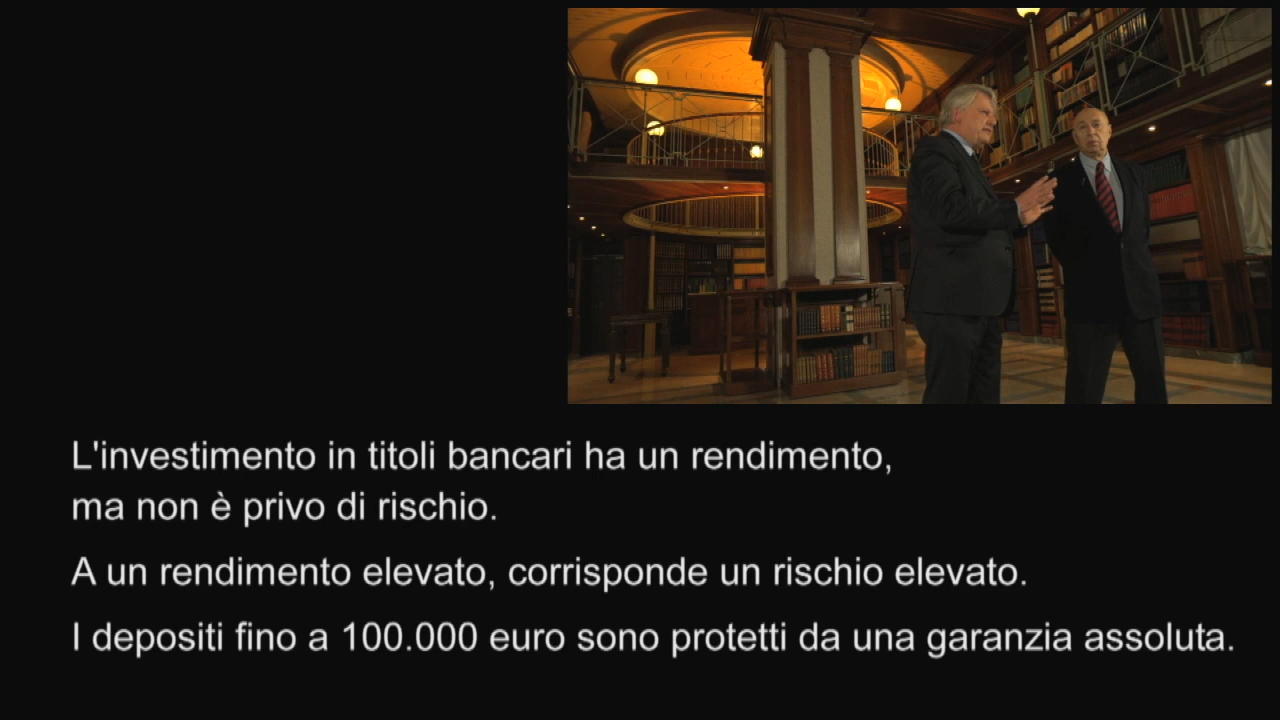 L'investimento in titoli bancari ha un rendimento,
ma non è privo di rischio.
A un rendimento elevato, corrisponde un rischio elevato.
I depositi fino a 100.000 euro sono protetti da una garanzia assoluta.